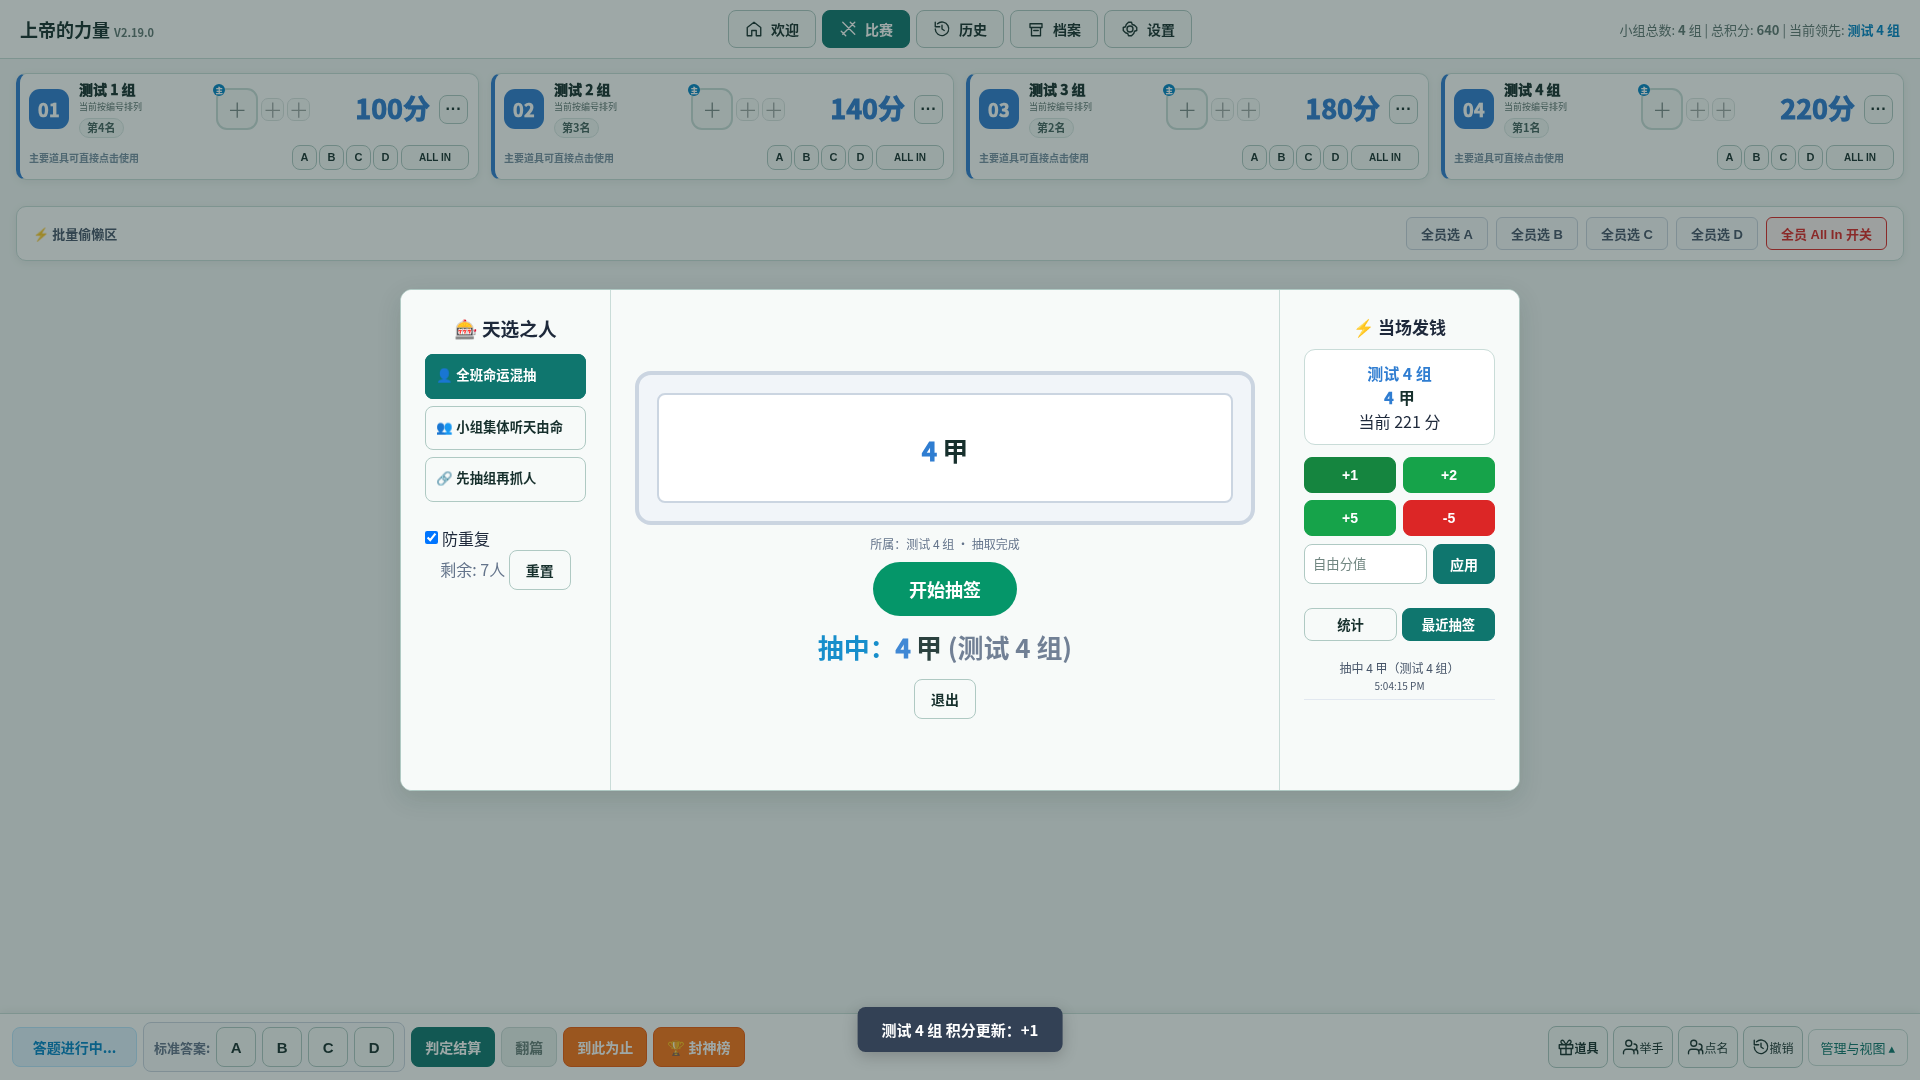 上帝的力量 V2.19.0
欢迎
比赛
历史
档案
设置
小组总数: 4 组 | 总积分: 640 | 当前领先: 测试 4 组
01
测试 1 组
当前按编号排列
第4名
主
100分
...
主要道具可直接点击使用
A
B
C
D
ALL IN
02
测试 2 组
当前按编号排列
第3名
主
140分
...
主要道具可直接点击使用
A
B
C
D
ALL IN
03
测试 3 组
当前按编号排列
第2名
主
180分
...
主要道具可直接点击使用
A
B
C
D
ALL IN
04
测试 4 组
当前按编号排列
第1名
主
220分
...
主要道具可直接点击使用
A
B
C
D
ALL IN
⚡ 批量偷懒区
全员选 A
全员选 B
全员选 C
全员选 D
全员 All In 开关
🎰 天选之人
👤 全班命运混抽
👥 小组集体听天由命
🔗 先抽组再抓人
防重复
剩余: 7人
重置
4 甲
所属：测试 4 组 · 抽取完成
开始抽签
抽中：4 甲 (测试 4 组)
退出
⚡ 当场发钱
测试 4 组
4 甲
当前 221 分
+1
+2
+5
-5
自由分值
应用
统计
最近抽签
抽中 4 甲（测试 4 组）
5:04:15 PM
测试 4 组 积分更新：+1
答题进行中...
标准答案:
A
B
C
D
判定结算
翻篇
到此为止
🏆 封神榜
道具
举手
点名
撤销
管理与视图 ▴